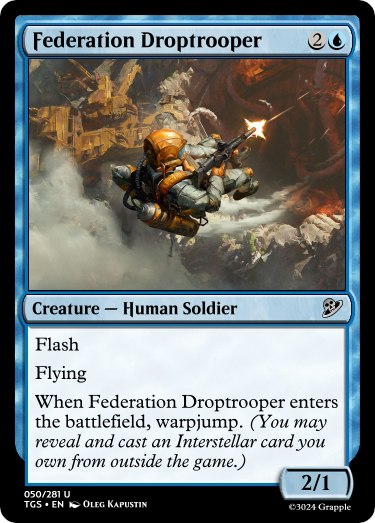 Federation Droptrooper 2
Creature — Human Soldier
Flash
Flying
When Federation Droptrooper enters
the battlefield, warpjump. (You may
reveal and cast an Interstellar card you
own from outside the game.)
2/1
050/281 U
TGS • EN Oleg Kapustin
©3024 Grapple